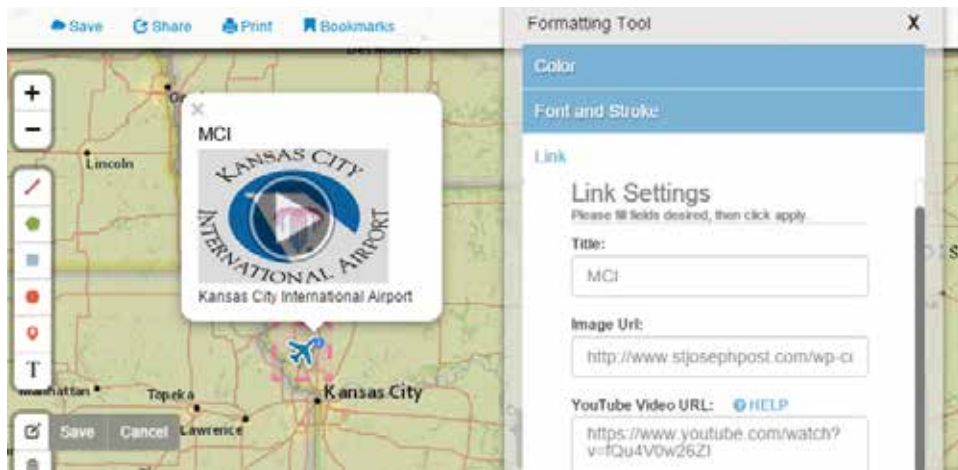 Save Share Print Bookmarks
Formatting Tool X
Color
Font and Stroke
Link
Link Settings
Please fill fields desired, then click apply.
Title:
MCI
Image Url:
http://www.stjosephpost.com/wp-c
YouTube Video URL: HELP
https://www.youtube.com/watch?
v=fQu4V0w26ZI
+
−
T
Save Cancel
×
MCI
KANSAS CITY
INTERNATIONAL AIRPORT
Kansas City International Airport
Lincoln
Topeka
Kansas City
Lawrence